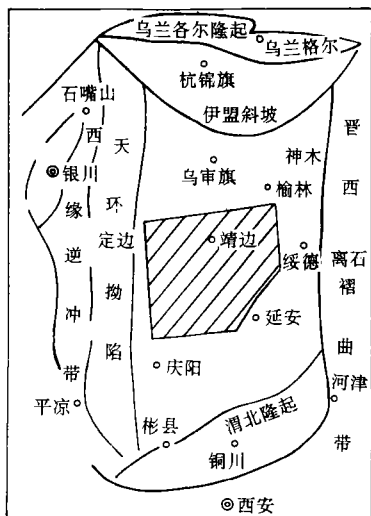 乌兰各尔隆起
乌兰格尔
杭锦旗
伊盟斜坡
石嘴山
银川
西缘逆冲带
天环拗陷
乌审旗
神木
榆林
定边
靖边
绥德
离石
晋西褶曲带
延安
庆阳
平凉
河津
渭北隆起
彬县
铜川
西安